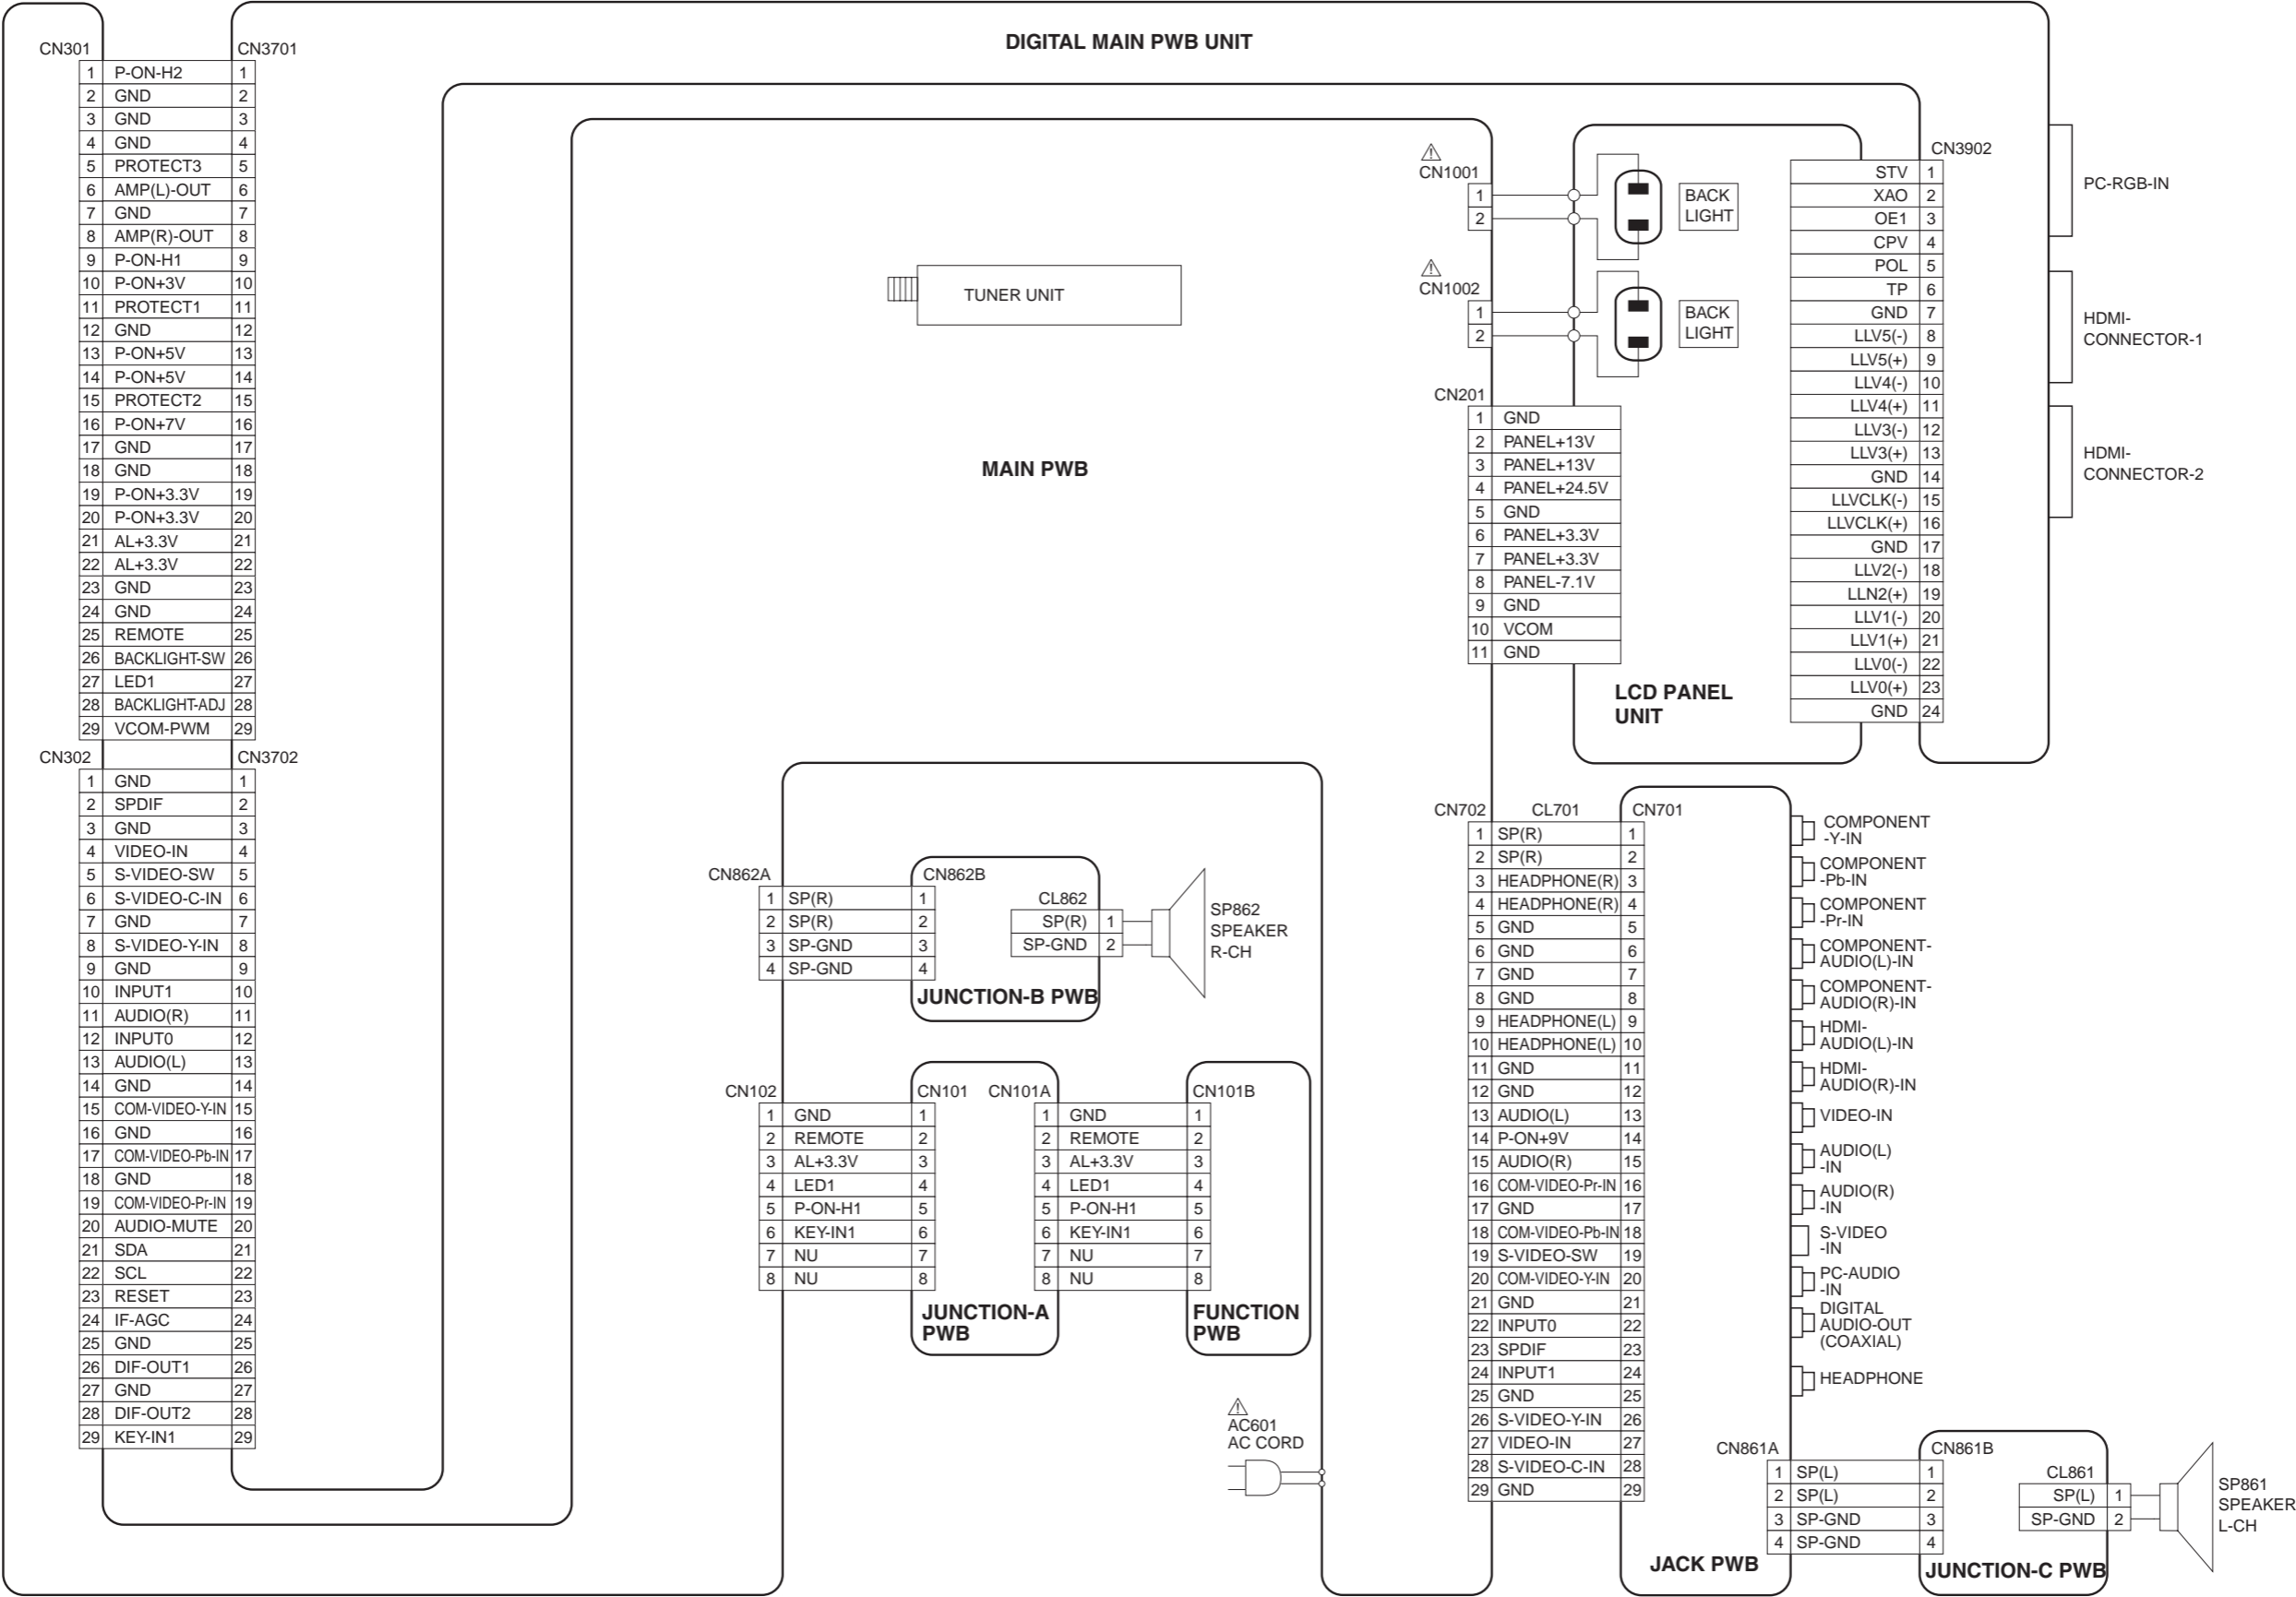 DIGITAL MAIN PWB UNIT
CN301 CN3701
1 P-ON-H2 1
2 GND 2
3 GND 3
4 GND 4
5 PROTECT3 5
6 AMP(L)-OUT 6
7 GND 7
8 AMP(R)-OUT 8
9 P-ON-H1 9
10 P-ON+3V 10
11 PROTECT1 11
12 GND 12
13 P-ON+5V 13
14 P-ON+5V 14
15 PROTECT2 15
16 P-ON+7V 16
17 GND 17
18 GND 18
19 P-ON+3.3V 19
20 P-ON+3.3V 20
21 AL+3.3V 21
22 AL+3.3V 22
23 GND 23
24 GND 24
25 REMOTE 25
26 BACKLIGHT-SW 26
27 LED1 27
28 BACKLIGHT-ADJ 28
29 VCOM-PWM 29
CN302 CN3702
1 GND 1
2 SPDIF 2
3 GND 3
4 VIDEO-IN 4
5 S-VIDEO-SW 5
6 S-VIDEO-C-IN 6
7 GND 7
8 S-VIDEO-Y-IN 8
9 GND 9
10 INPUT1 10
11 AUDIO(R) 11
12 INPUT0 12
13 AUDIO(L) 13
14 GND 14
15 COM-VIDEO-Y-IN 15
16 GND 16
17 COM-VIDEO-Pb-IN 17
18 GND 18
19 COM-VIDEO-Pr-IN 19
20 AUDIO-MUTE 20
21 SDA 21
22 SCL 22
23 RESET 23
24 IF-AGC 24
25 GND 25
26 DIF-OUT1 26
27 GND 27
28 DIF-OUT2 28
29 KEY-IN1 29
TUNER UNIT
MAIN PWB
CN1001
1
2
BACK
LIGHT
CN1002
1
2
BACK
LIGHT
CN201
1 GND
2 PANEL+13V
3 PANEL+13V
4 PANEL+24.5V
5 GND
6 PANEL+3.3V
7 PANEL+3.3V
8 PANEL-7.1V
9 GND
10 VCOM
11 GND
LCD PANEL
UNIT
CN3902
STV 1
XAO 2
OE1 3
CPV 4
POL 5
TP 6
GND 7
LLV5(-) 8
LLV5(+) 9
LLV4(-) 10
LLV4(+) 11
LLV3(-) 12
LLV3(+) 13
GND 14
LLVCLK(-) 15
LLVCLK(+) 16
GND 17
LLV2(-) 18
LLN2(+) 19
LLV1(-) 20
LLV1(+) 21
LLV0(-) 22
LLV0(+) 23
GND 24
PC-RGB-IN
HDMI-
CONNECTOR-1
HDMI-
CONNECTOR-2
CN862A CN862B
1 SP(R) 1
2 SP(R) 2
3 SP-GND 3
4 SP-GND 4
CL862
SP(R) 1
SP-GND 2
SP862
SPEAKER
R-CH
JUNCTION-B PWB
CN102 CN101
1 GND 1
2 REMOTE 2
3 AL+3.3V 3
4 LED1 4
5 P-ON-H1 5
6 KEY-IN1 6
7 NU 7
8 NU 8
JUNCTION-A
PWB
CN101A CN101B
1 GND 1
2 REMOTE 2
3 AL+3.3V 3
4 LED1 4
5 P-ON-H1 5
6 KEY-IN1 6
7 NU 7
8 NU 8
FUNCTION
PWB
AC601
AC CORD
CN702 CL701 CN701
1 SP(R) 1
2 SP(R) 2
3 HEADPHONE(R) 3
4 HEADPHONE(R) 4
5 GND 5
6 GND 6
7 GND 7
8 GND 8
9 HEADPHONE(L) 9
10 HEADPHONE(L) 10
11 GND 11
12 GND 12
13 AUDIO(L) 13
14 P-ON+9V 14
15 AUDIO(R) 15
16 COM-VIDEO-Pr-IN 16
17 GND 17
18 COM-VIDEO-Pb-IN 18
19 S-VIDEO-SW 19
20 COM-VIDEO-Y-IN 20
21 GND 21
22 INPUT0 22
23 SPDIF 23
24 INPUT1 24
25 GND 25
26 S-VIDEO-Y-IN 26
27 VIDEO-IN 27
28 S-VIDEO-C-IN 28
29 GND 29
COMPONENT
-Y-IN
COMPONENT
-Pb-IN
COMPONENT
-Pr-IN
COMPONENT-
AUDIO(L)-IN
COMPONENT-
AUDIO(R)-IN
HDMI-
AUDIO(L)-IN
HDMI-
AUDIO(R)-IN
VIDEO-IN
AUDIO(L)
-IN
AUDIO(R)
-IN
S-VIDEO
-IN
PC-AUDIO
-IN
DIGITAL
AUDIO-OUT
(COAXIAL)
HEADPHONE
JACK PWB
CN861A CN861B
1 SP(L) 1
2 SP(L) 2
3 SP-GND 3
4 SP-GND 4
CL861
SP(L) 1
SP-GND 2
SP861
SPEAKER
L-CH
JUNCTION-C PWB